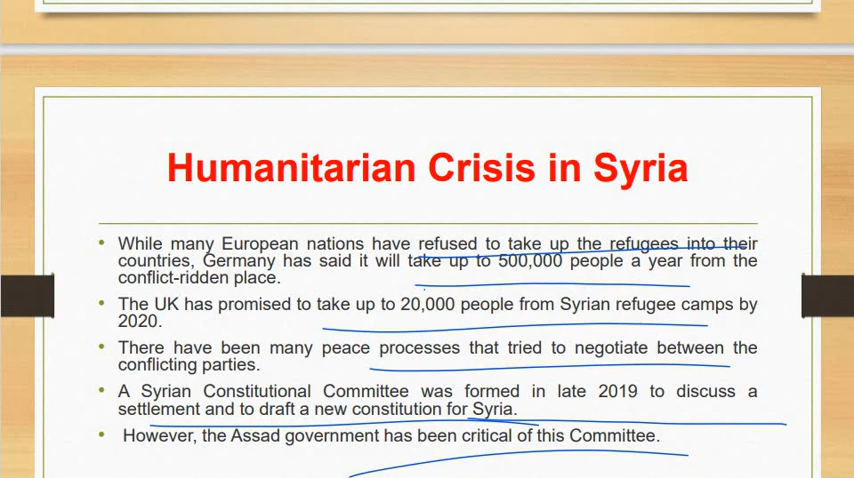 Humanitarian Crisis in Syria
• While many European nations have refused to take up the refugees into their
countries, Germany has said it will take up to 500,000 people a year from the
conflict-ridden place.
• The UK has promised to take up to 20,000 people from Syrian refugee camps by
2020.
• There have been many peace processes that tried to negotiate between the
conflicting parties.
• A Syrian Constitutional Committee was formed in late 2019 to discuss a
settlement and to draft a new constitution for Syria.
• However, the Assad government has been critical of this Committee.